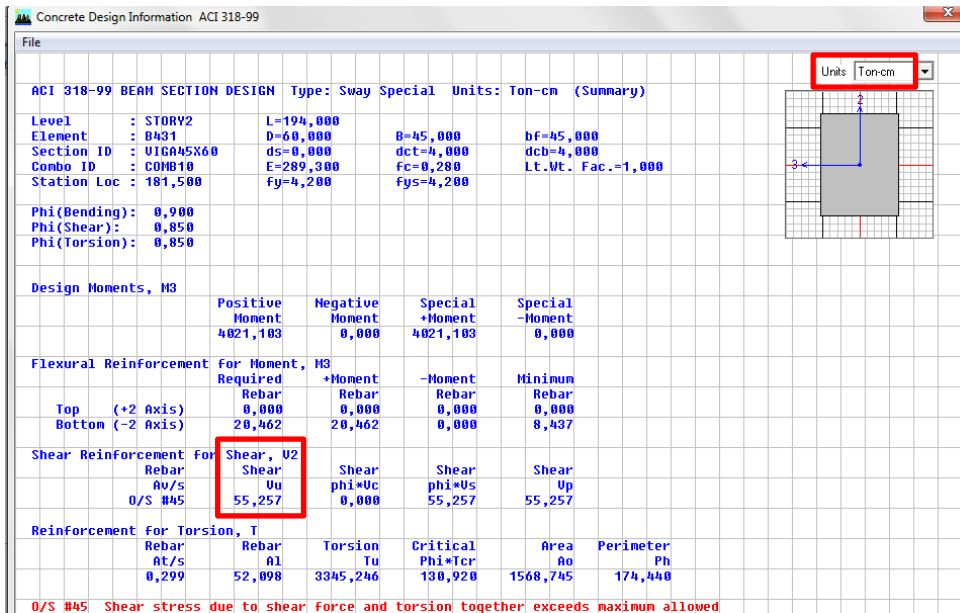 Concrete Design Information ACI 318-99
File
Units Ton-cm
ACI 318-99 BEAM SECTION DESIGN Type: Sway Special Units: Ton-cm (Summary)
Level : STORY2 L=194,000
Element : B431 D=60,000 B=45,000 bf=45,000
Section ID : VIGA45X60 ds=0,000 dct=4,000 dcb=4,000
Combo ID : COMB10 E=289,300 fc=0,280 Lt.Wt. Fac.=1,000
Station Loc : 181,500 fy=4,200 fys=4,200
2
3
Phi(Bending): 0,900
Phi(Shear): 0,850
Phi(Torsion): 0,850
Design Moments, M3
Positive Negative Special Special
Moment Moment +Moment -Moment
4021,103 0,000 4021,103 0,000
Flexural Reinforcement for Moment, M3
Required +Moment -Moment Minimum
Rebar Rebar Rebar Rebar
Top (+2 Axis) 0,000 0,000 0,000 0,000
Bottom (-2 Axis) 20,462 20,462 0,000 8,437
Shear Reinforcement for Shear, V2
Rebar Shear Shear Shear Shear
Av/s Vu phi*Vc phi*Vs Vp
O/S #45 55,257 0,000 55,257 55,257
Reinforcement for Torsion, T
Rebar Rebar Torsion Critical Area Perimeter
At/s Al Tu Phi*Tcr Ao Ph
0,299 52,098 3345,246 130,920 1568,745 174,440
O/S #45 Shear stress due to shear force and torsion together exceeds maximum allowed